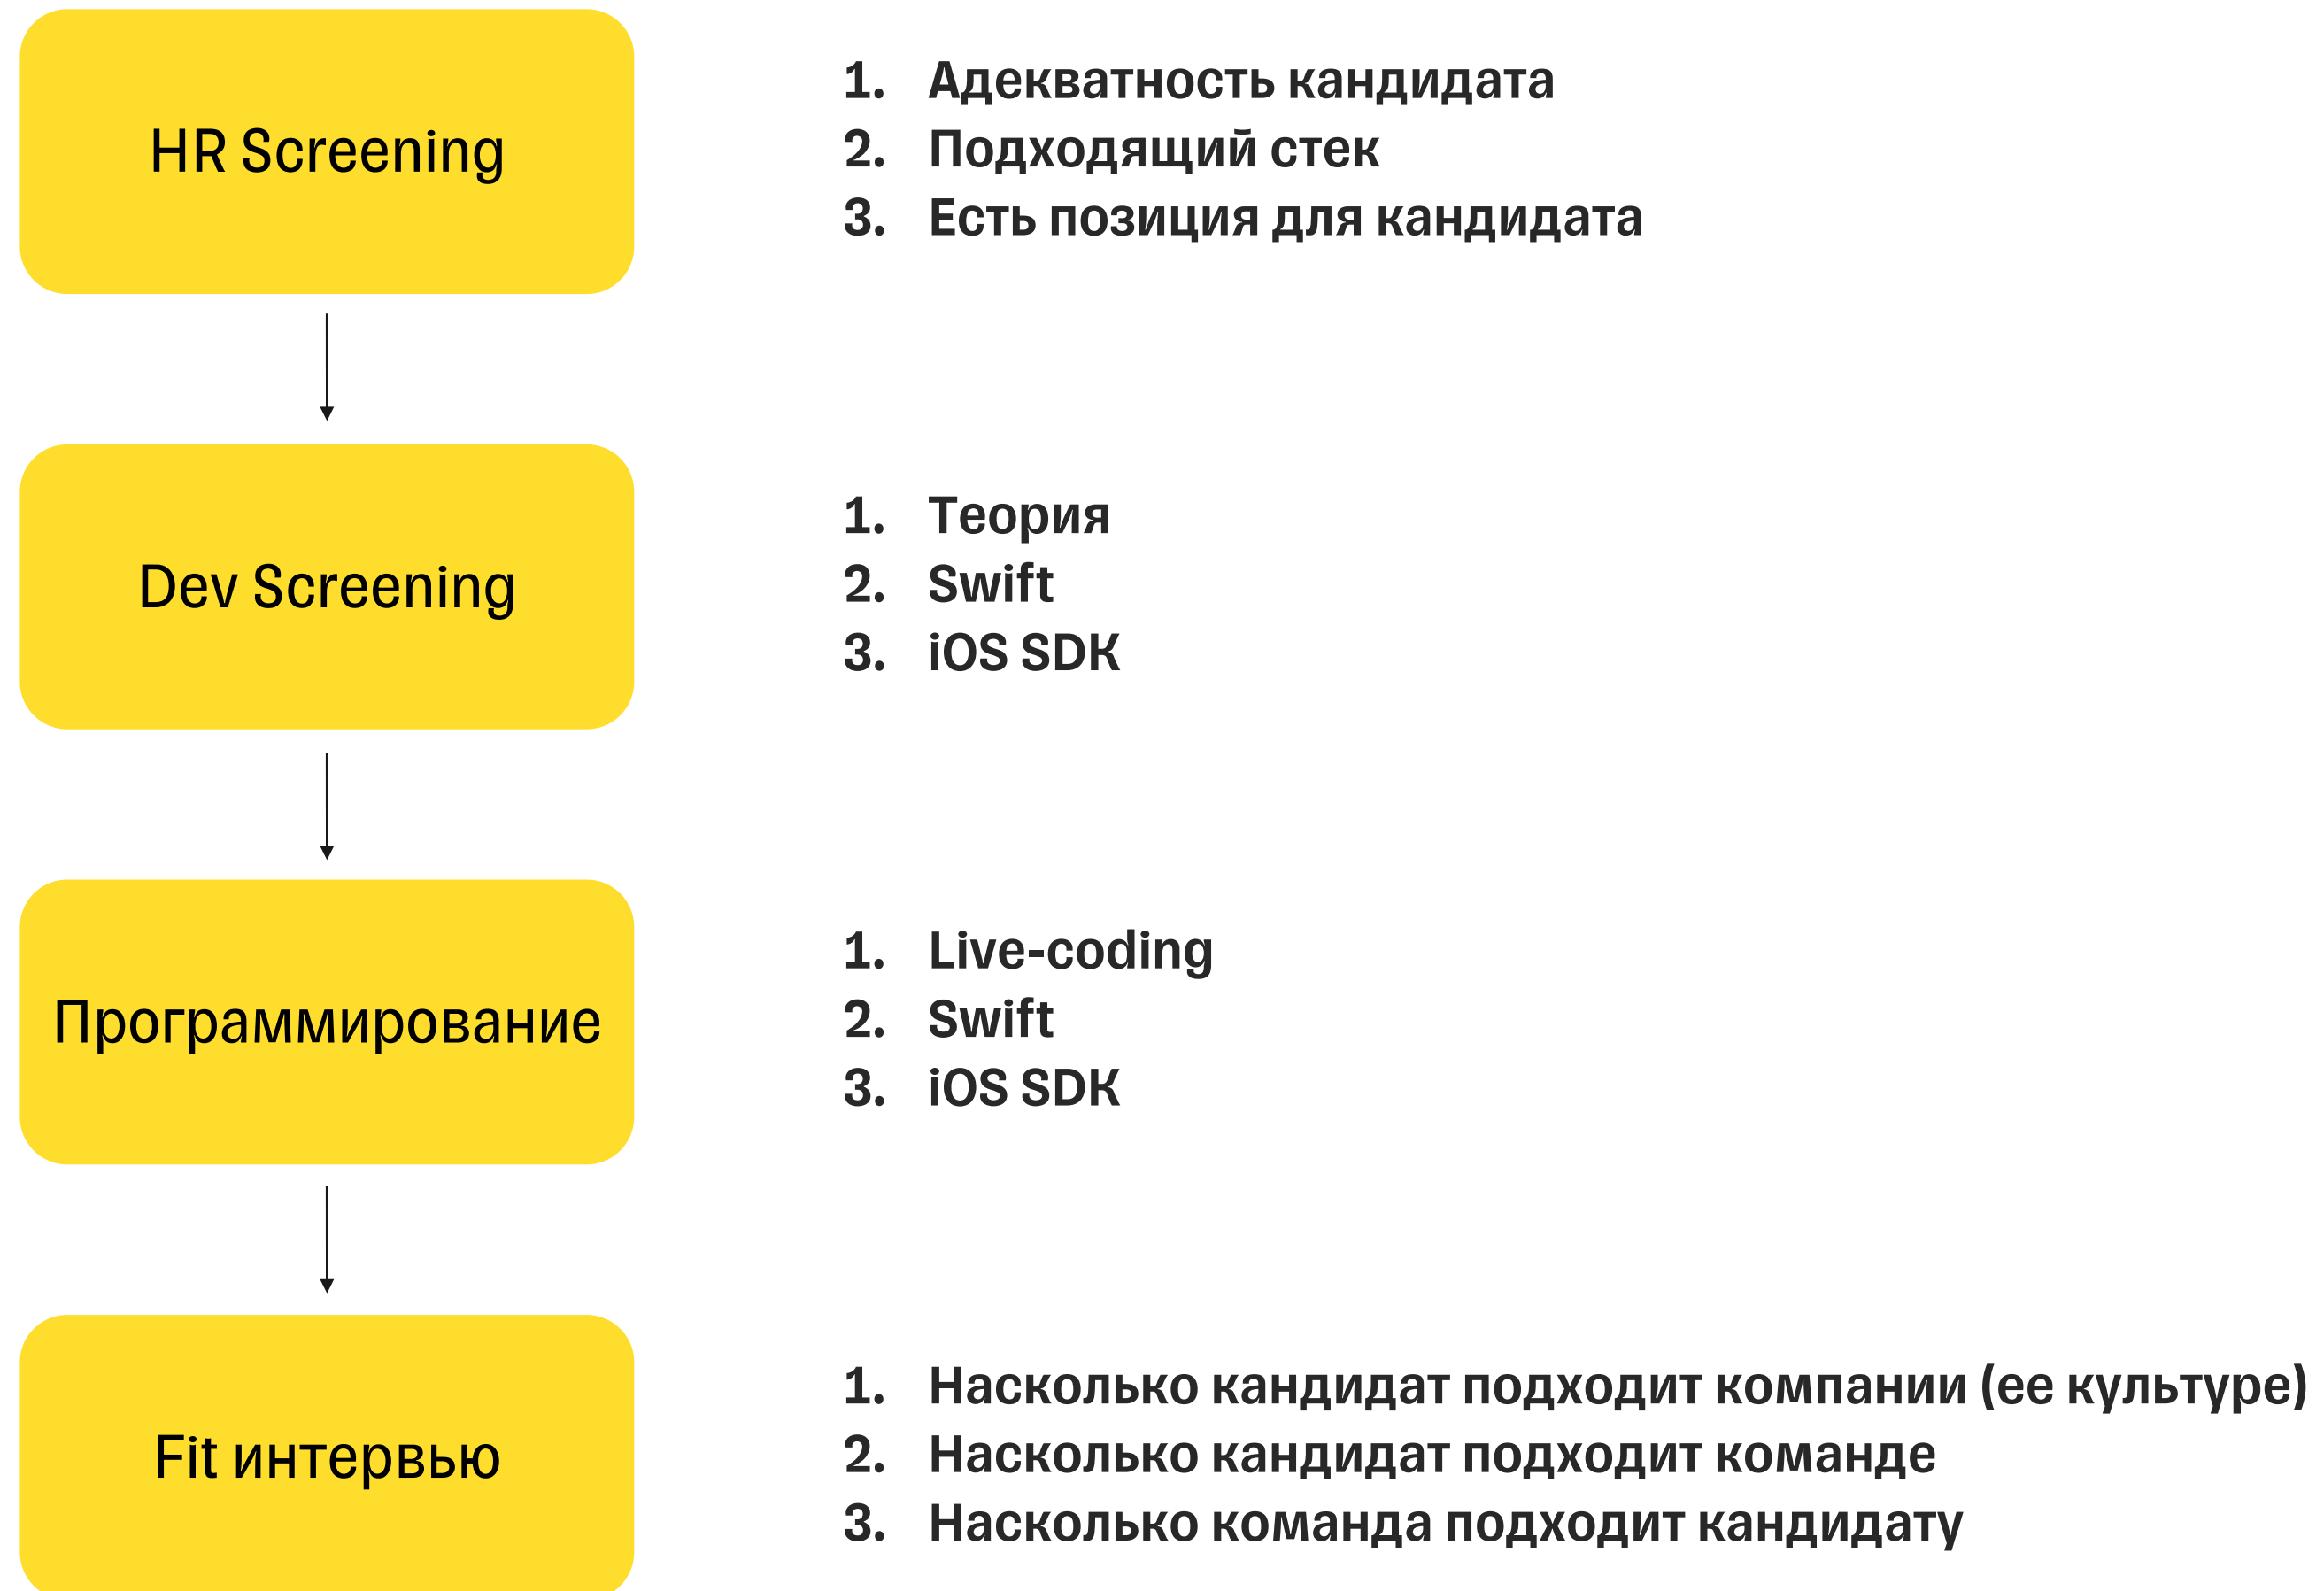 HR Screening
1. Адекватность кандидата
2. Подходящий стек
3. Есть позиция для кандидата
Dev Screening
1. Теория
2. Swift
3. iOS SDK
Программирование
1. Live-coding
2. Swift
3. iOS SDK
Fit интервью
1. Насколько кандидат подходит компании (ее культуре)
2. Насколько кандидат подходит команде
3. Насколько команда подходит кандидату